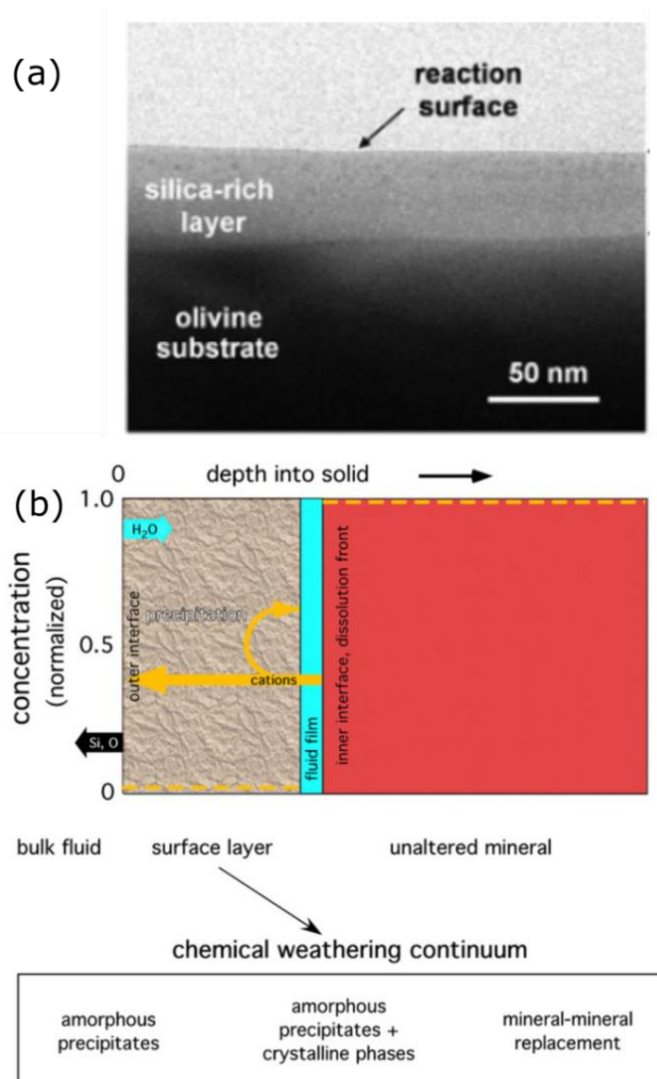 (a)
reaction
surface
silica-rich
layer
olivine
substrate
50 nm
0 depth into solid
(b)
1.0
0.5
0
concentration
(normalized)
H₂O
outer interface
precipitation
cations
Si, O
fluid film
inner interface, dissolution front
bulk fluid surface layer unaltered mineral
chemical weathering continuum
amorphous
precipitates
amorphous
precipitates +
crystalline phases
mineral-mineral
replacement